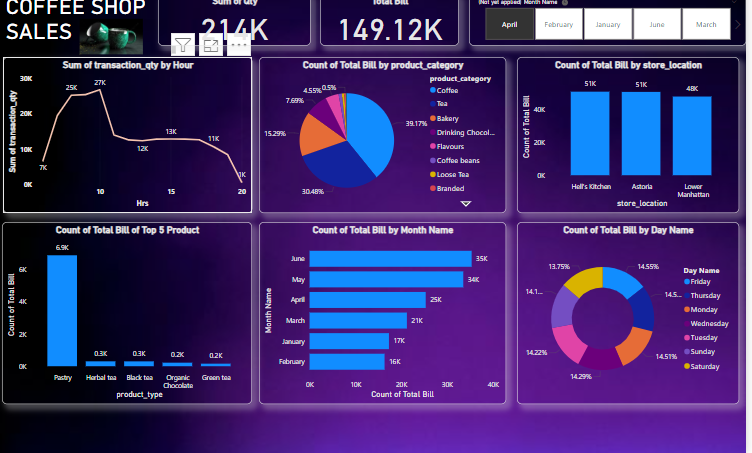 COFFEE SHOP
SALES
Sum of Qty
214K
Total Bill
149.12K
(Not yet applied) Month Name
April
February
January
June
March
Sum of transaction_qty by Hour
Sum of transaction_qty
30K
20K
10K
0K
7K
25K
27K
12K
13K
11K
1K
10
15
20
Hrs
Count of Total Bill by product_category
4.55%
0.5%
7.69%
15.29%
30.48%
39.17%
product_category
Coffee
Tea
Bakery
Drinking Chocol...
Flavours
Coffee beans
Loose Tea
Branded
Count of Total Bill by store_location
Count of Total Bill
40K
20K
0K
51K
51K
48K
Hell's Kitchen
Astoria
Lower
Manhattan
store_location
Count of Total Bill of Top 5 Product
Count of Total Bill
6K
4K
2K
0K
6.9K
0.3K
0.3K
0.2K
0.2K
Pastry
Herbal tea
Black tea
Organic
Chocolate
Green tea
product_type
Count of Total Bill by Month Name
Month Name
June
35K
May
34K
April
25K
March
21K
January
17K
February
16K
0K
10K
20K
30K
40K
Count of Total Bill
Count of Total Bill by Day Name
13.75%
14.55%
14.1...
14.5...
14.22%
14.51%
14.29%
Day Name
Friday
Thursday
Monday
Wednesday
Tuesday
Sunday
Saturday